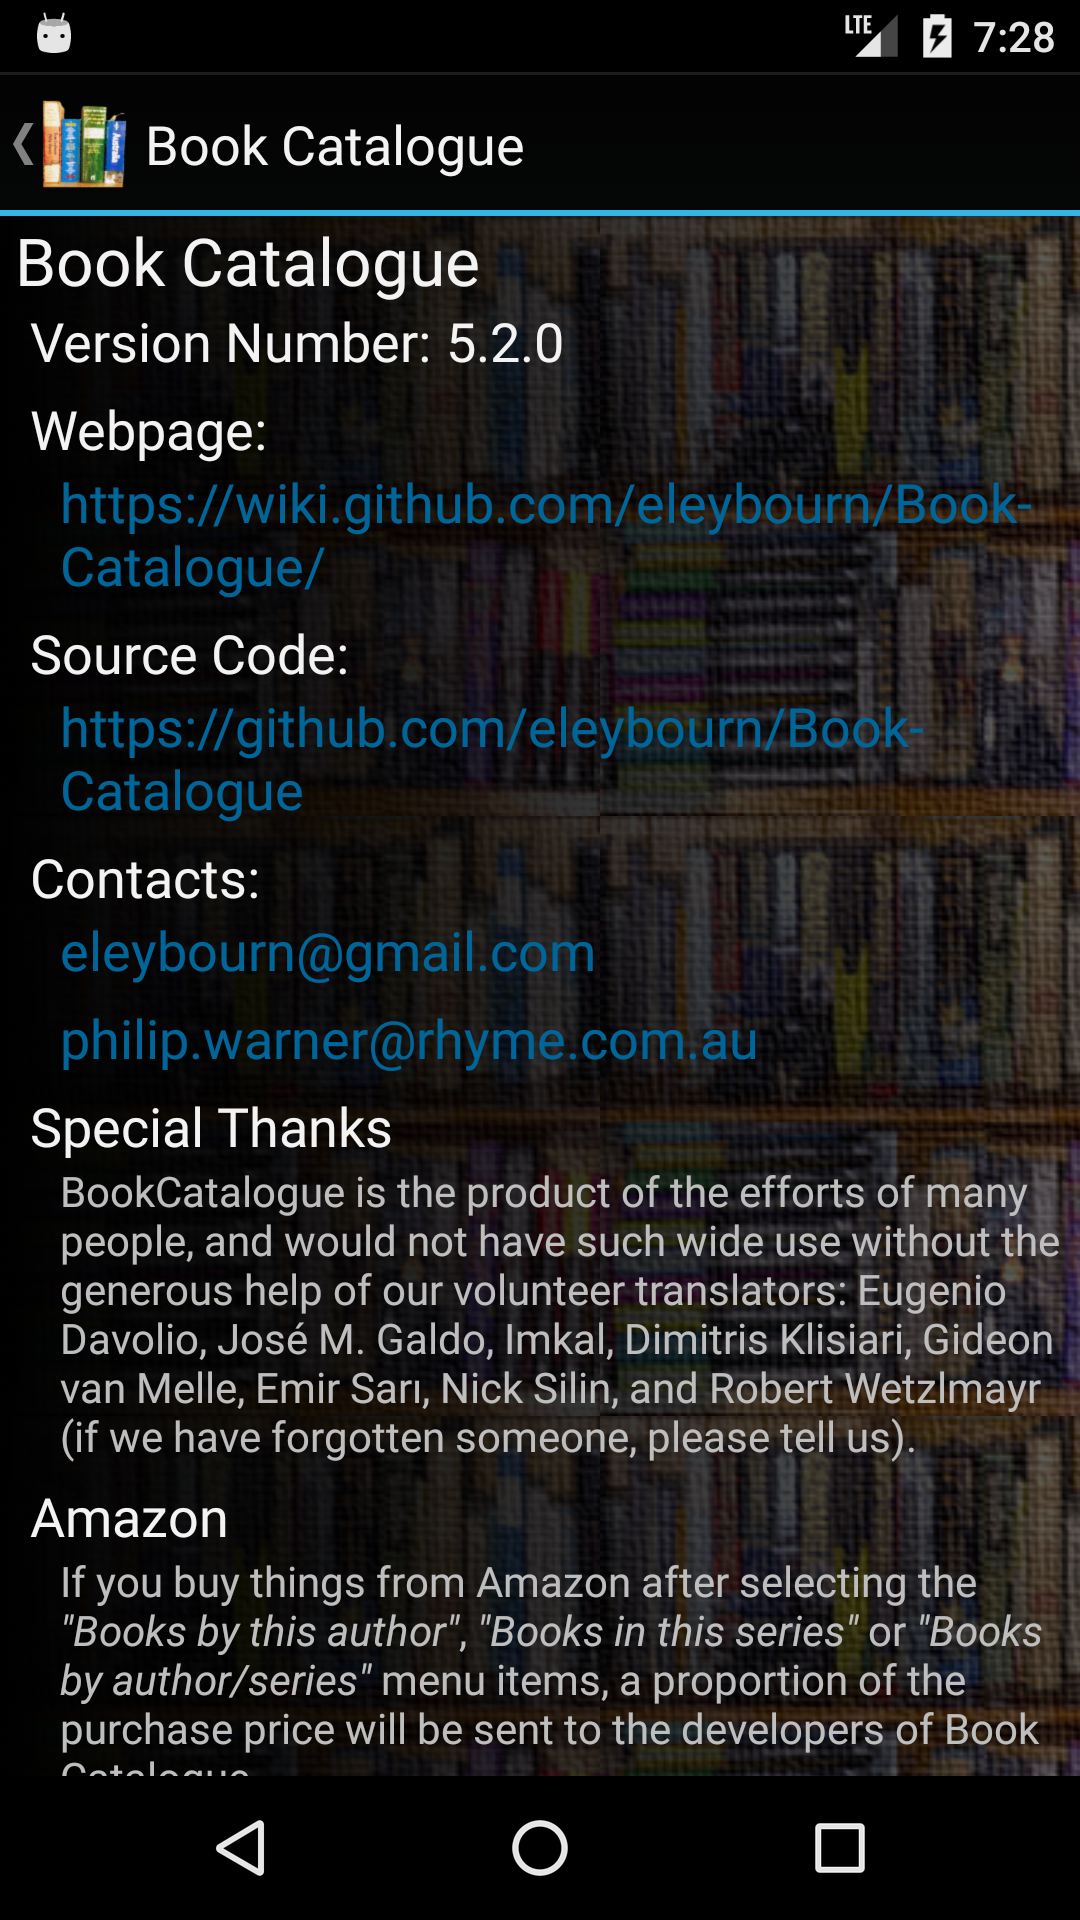 LTE 7:28
Book Catalogue
Book Catalogue
Version Number: 5.2.0
Webpage:
https://wiki.github.com/eleybourn/Book-
Catalogue/
Source Code:
https://github.com/eleybourn/Book-
Catalogue
Contacts:
eleybourn@gmail.com
philip.warner@rhyme.com.au
Special Thanks
BookCatalogue is the product of the efforts of many
people, and would not have such wide use without the
generous help of our volunteer translators: Eugenio
Davolio, José M. Galdo, Imkal, Dimitris Klisiari, Gideon
van Melle, Emir Sarı, Nick Silin, and Robert Wetzlmayr
(if we have forgotten someone, please tell us).
Amazon
If you buy things from Amazon after selecting the
"Books by this author", "Books in this series" or "Books
by author/series" menu items, a proportion of the
purchase price will be sent to the developers of Book
Catalogue